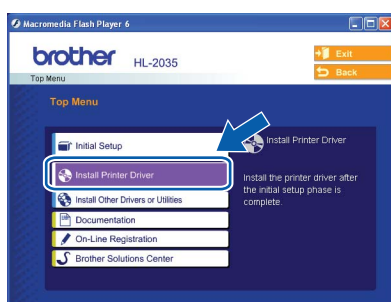 Macromedia Flash Player 6
brother HL-2035
Exit
Back
Top Menu
Top Menu
Initial Setup
Install Printer Driver
Install Other Drivers or Utilities
Documentation
On-Line Registration
Brother Solutions Center
Install Printer Driver
Install the printer driver after
the initial setup phase is
complete.